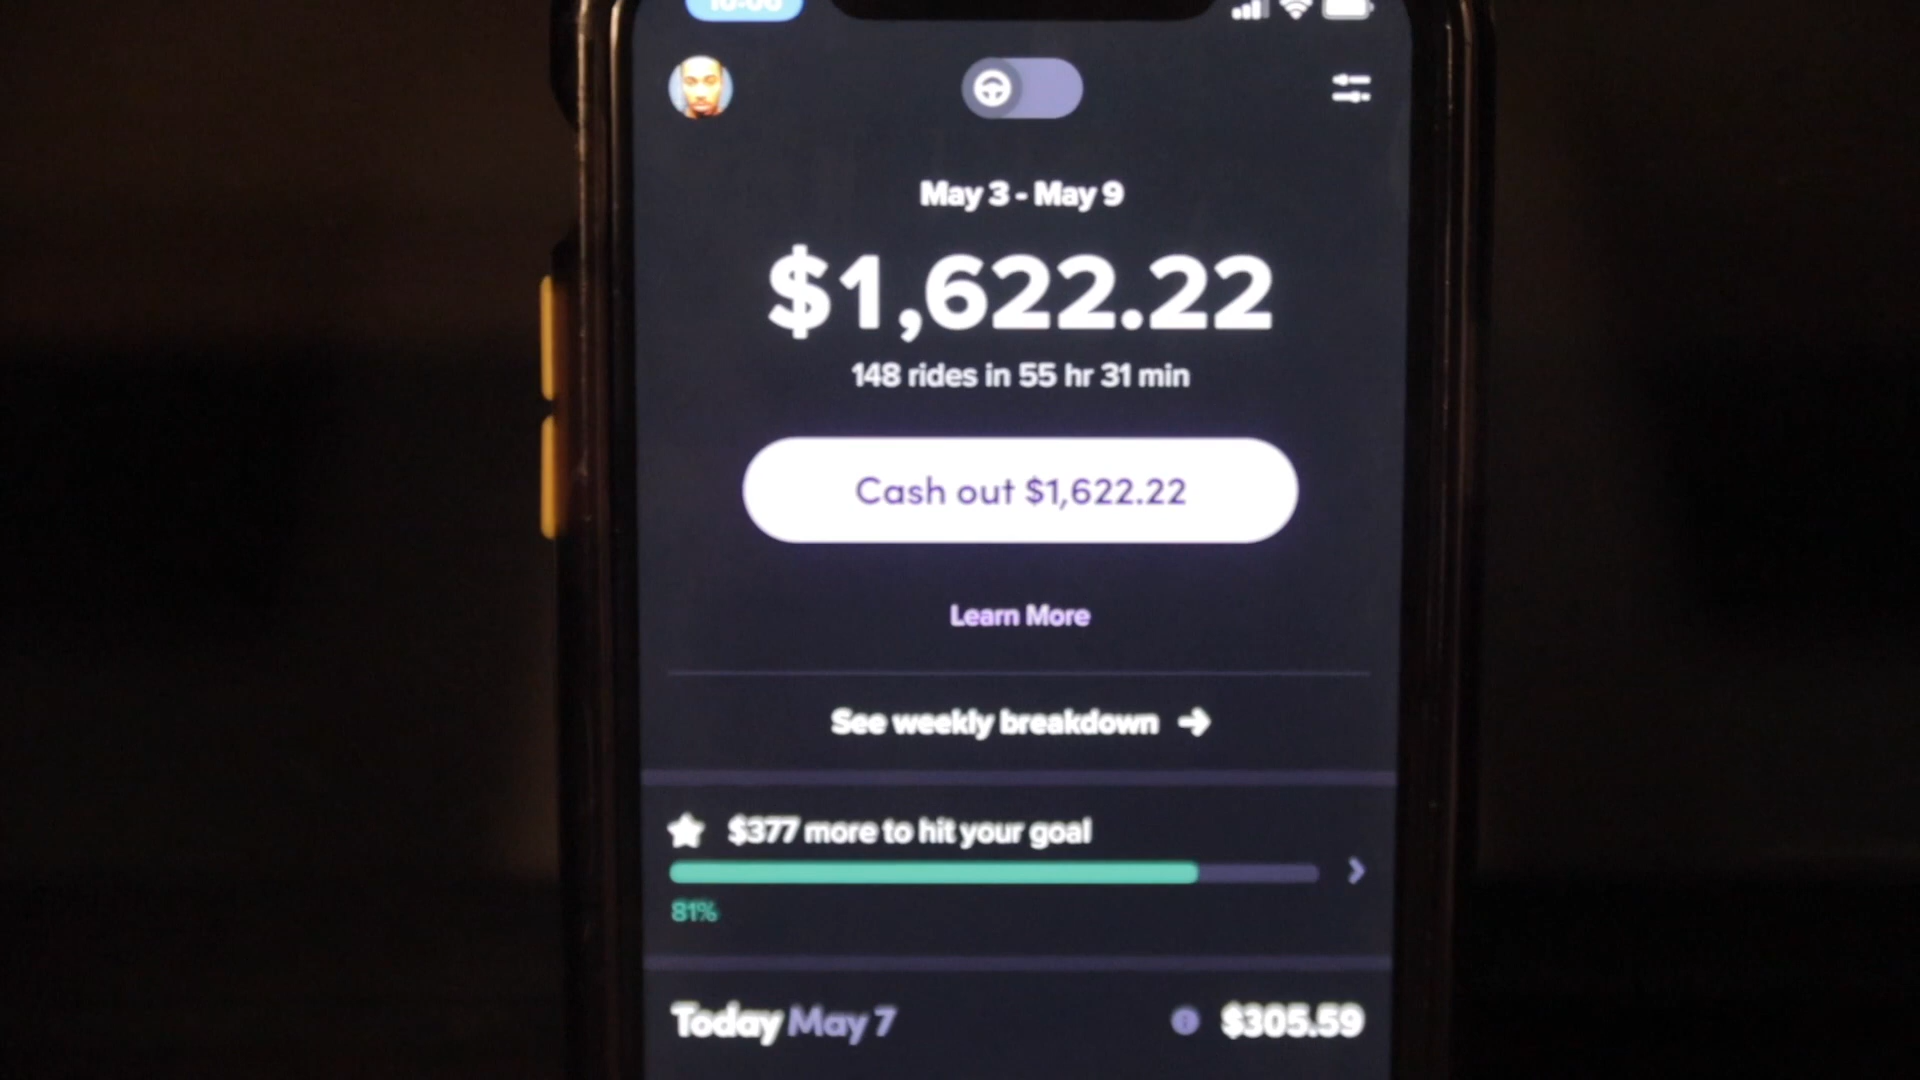 May 3 - May 9
$1,622.22
148 rides in 55 hr 31 min
Cash out $1,622.22
Learn More
See weekly breakdown
$377 more to hit your goal
81%
Today May 7 $305.59